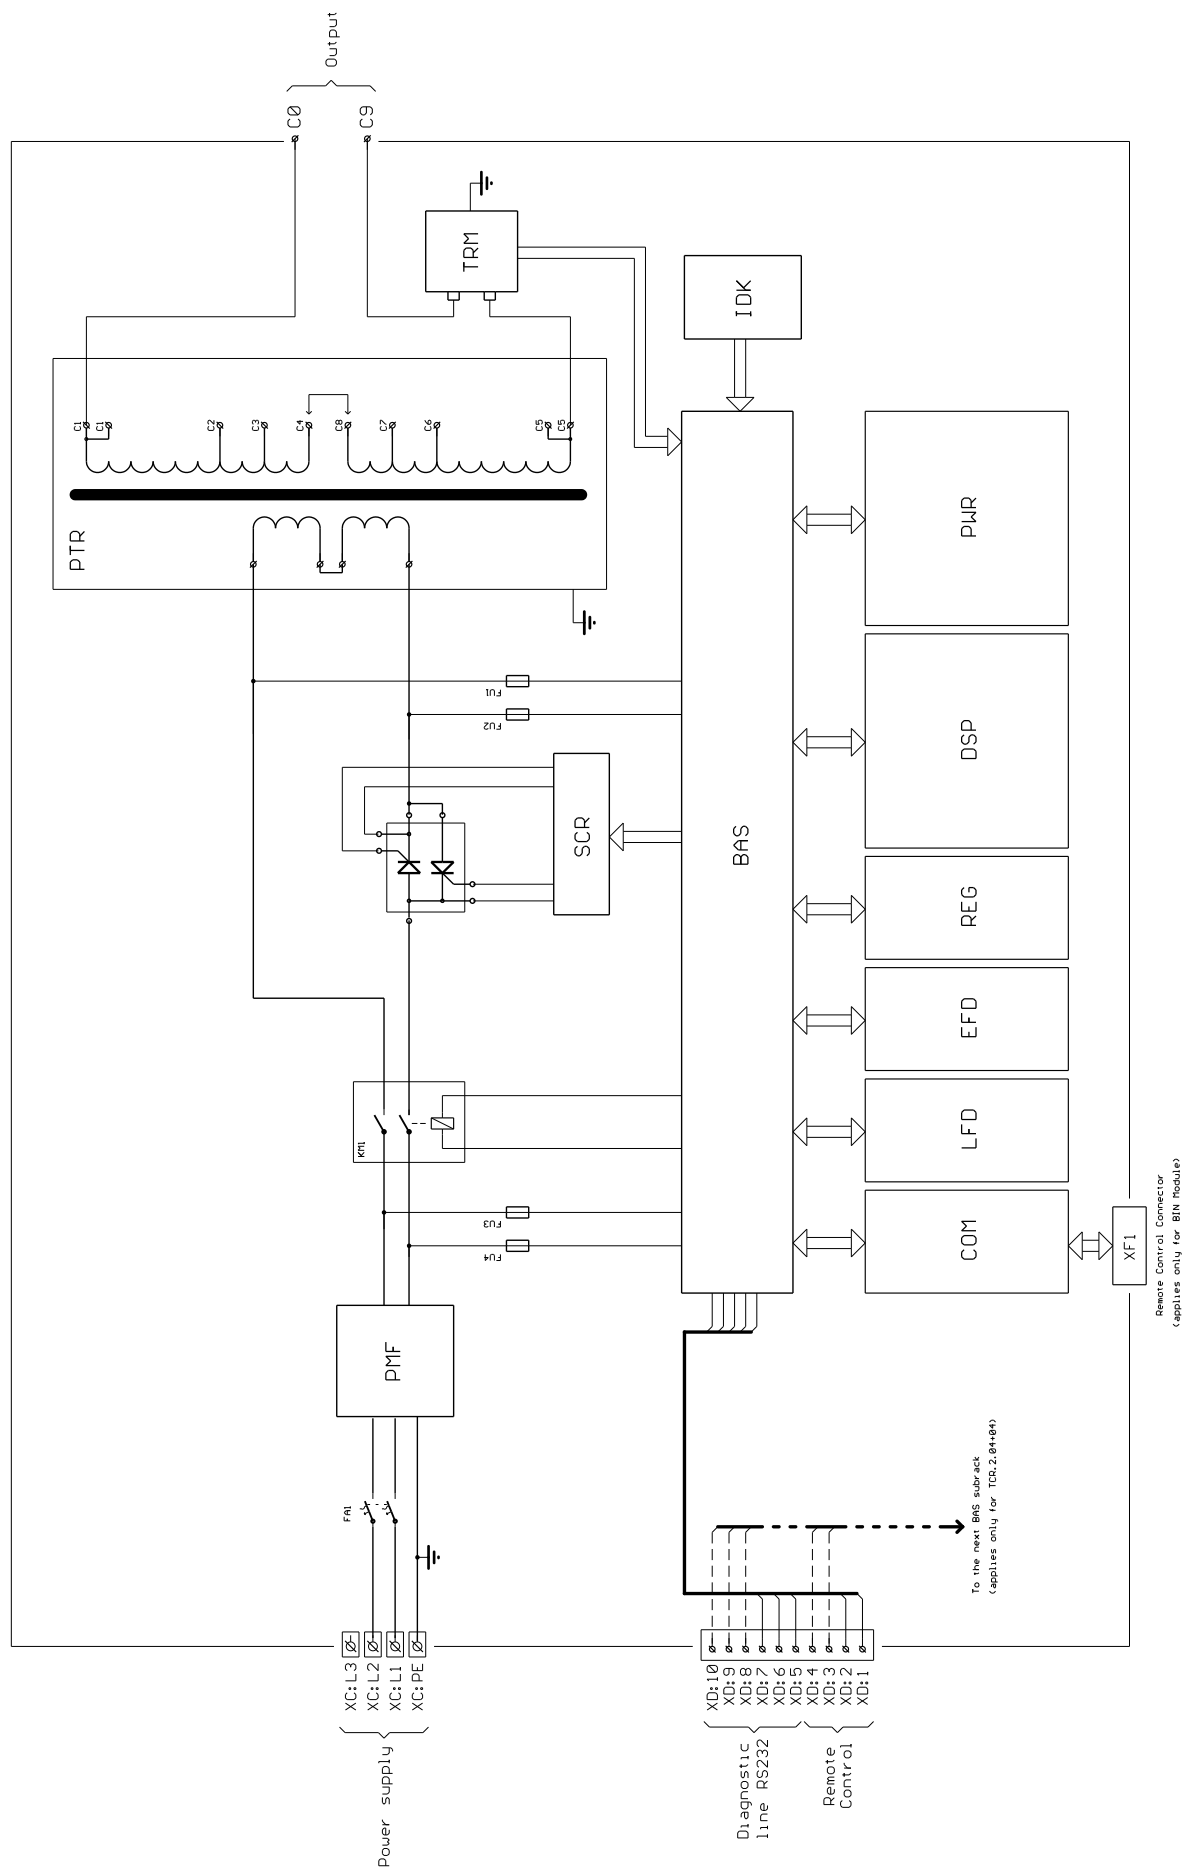 Output
C0
C9
TRM
IDK
PTR
C1
C1
C2
C3
C4
C8
C7
C6
C5
C5
FU1
FU2
SCR
BAS
PWR
DSP
REG
EFD
LFD
COM
XF1
Remote Control Connector
(applies only for BIN Module)
KM1
FU3
FU4
PMF
FA1
To the next BAS subrack
(applies only for TCR.2.04+04)
XC:L3
XC:L2
XC:L1
XC:PE
Power supply
XD:10
XD:9
XD:8
XD:7
XD:6
XD:5
XD:4
XD:3
XD:2
XD:1
Diagnostic
line RS232
Remote
Control